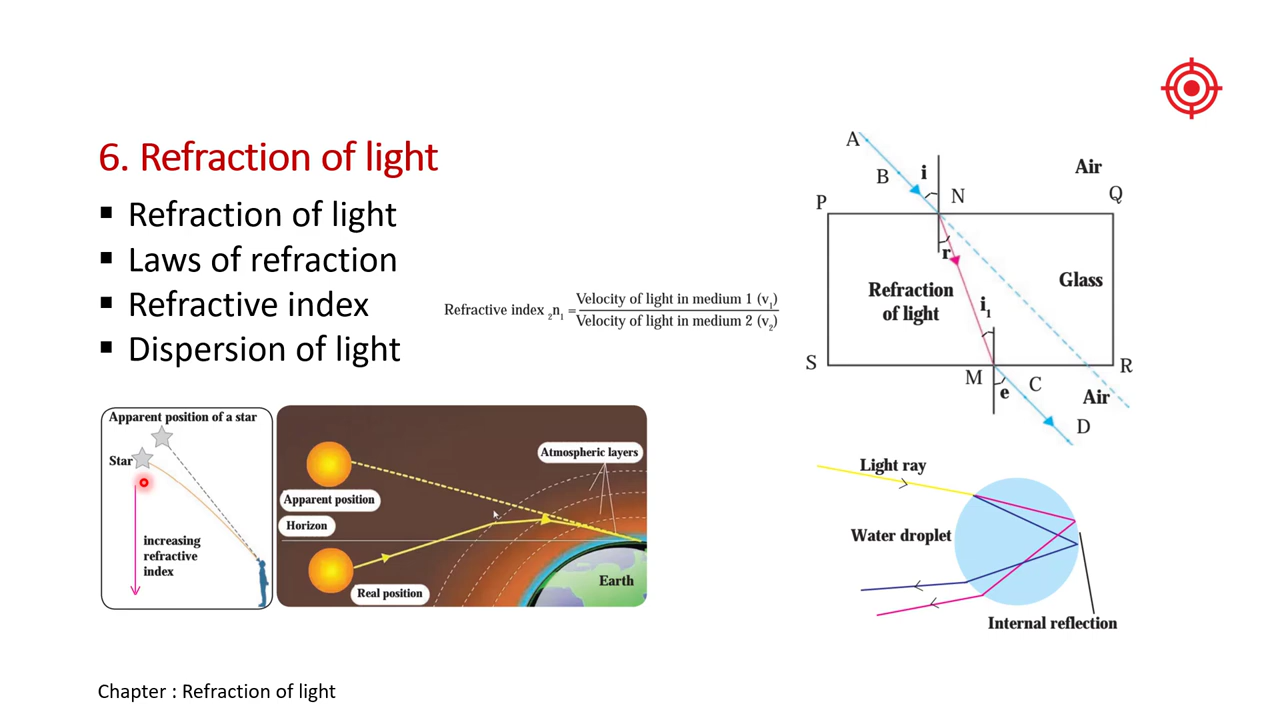 6. Refraction of light
▪ Refraction of light
▪ Laws of refraction
▪ Refractive index
▪ Dispersion of light
Refractive index ₂n₁ = Velocity of light in medium 1 (v₁)
Velocity of light in medium 2 (v₂)
A
B
i
N
Air
P
Q
r
Refraction
of light
i₁
Glass
S
R
M
C
e
Air
D
Apparent position of a star
Star
increasing
refractive
index
Atmospheric layers
Apparent position
Horizon
Real position
Earth
Light ray
Water droplet
Internal reflection
Chapter : Refraction of light